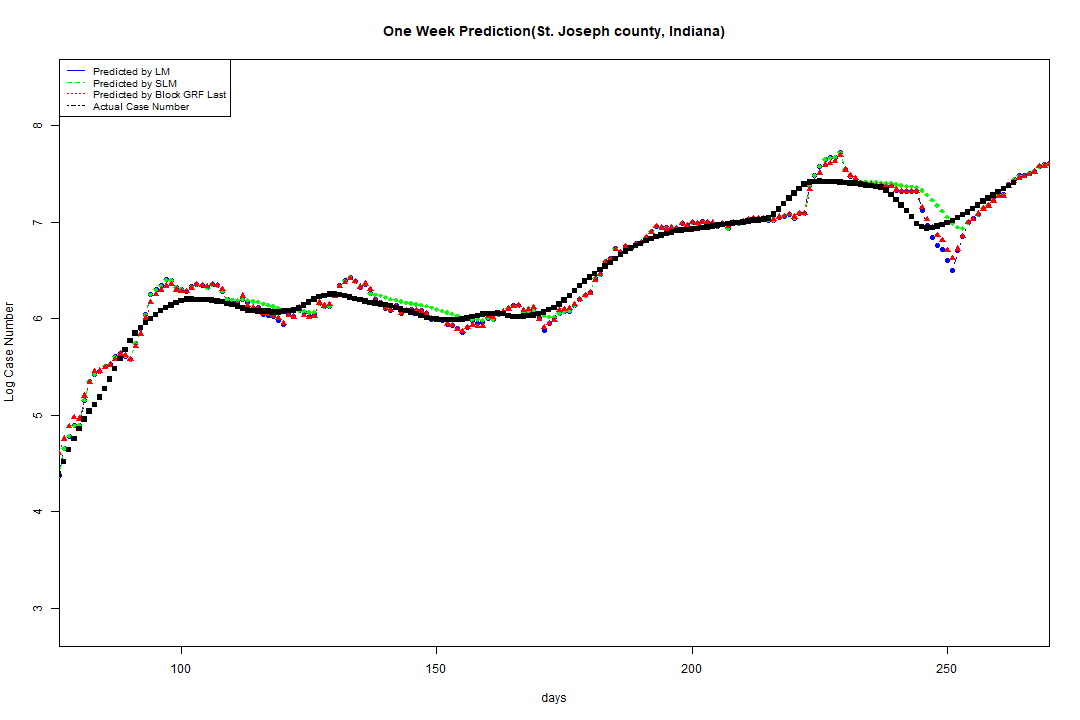 One Week Prediction(St. Joseph county, Indiana)
Predicted by LM
Predicted by SLM
Predicted by Block GRF Last
Actual Case Number
8
7
6
5
4
3
Log Case Number
100 150 200 250
days